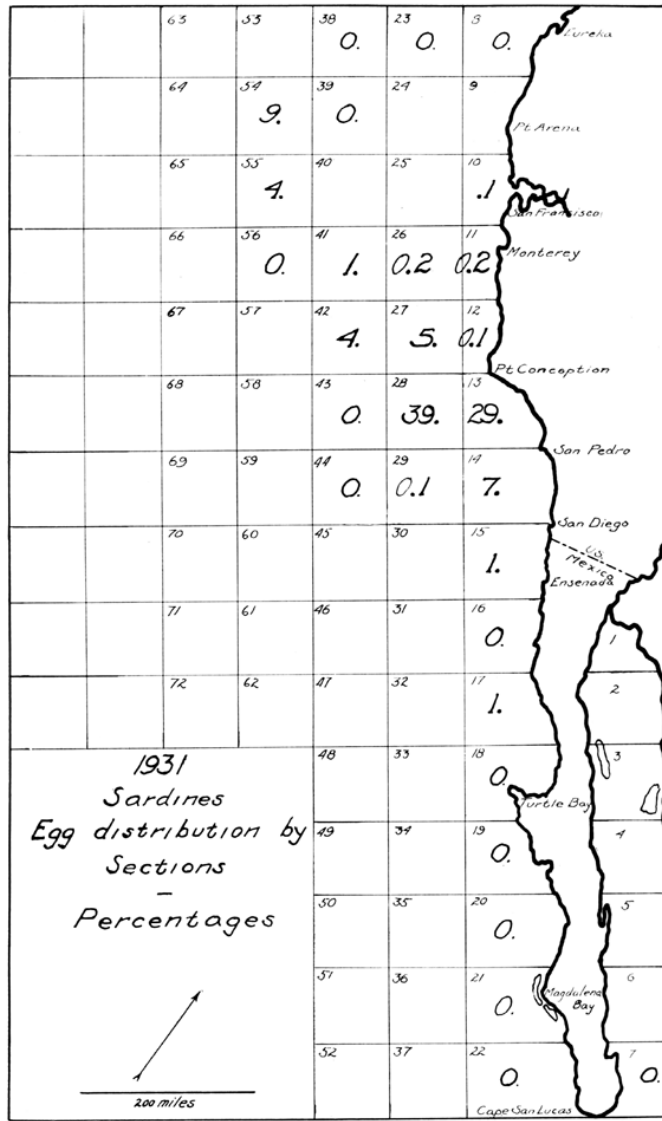 63 53 38 23 8
0. 0. 0.
Eureka
64 54 39 24 9
9. 0.
Pt Arena
65 55 40 25 10
4. .1
San Francisco
66 56 41 26 11
0. 1. 0.2 0.2
Monterey
67 57 42 27 12
4. 5. 0.1
Pt Conception
68 58 43 28 13
0. 39. 29.
San Pedro
69 59 44 29 14
0. 0.1 7.
San Diego
70 60 45 30 15
U.S.
Mexico
1.
Ensenada
71 61 46 31 16
0.
1
72 62 47 32 17
2
1.
48 33 18
3
0.
Turtle Bay
1931
Sardines
Egg distribution by
Sections
-
Percentages
49 34 19
4
0.
50 35 20
5
0.
51 36 21
6
0.
Magdalena
Bay
52 37 22
7
0. 0.
Cape San Lucas
200 miles